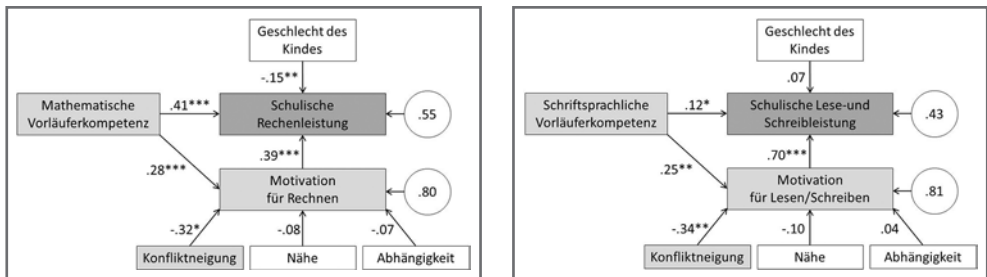 Geschlecht des
Kindes
-.15**
Mathematische
Vorläuferkompetenz
.41***
Schulische
Rechenleistung
.55
.39***
.28***
Motivation
für Rechnen
.80
-.32*
-.08
-.07
Konfliktneigung
Nähe
Abhängigkeit
Geschlecht des
Kindes
.07
Schriftsprachliche
Vorläuferkompetenz
.12*
Schulische Lese-und
Schreibleistung
.43
.70***
.25**
Motivation
für Lesen/Schreiben
.81
-.34**
-.10
.04
Konfliktneigung
Nähe
Abhängigkeit